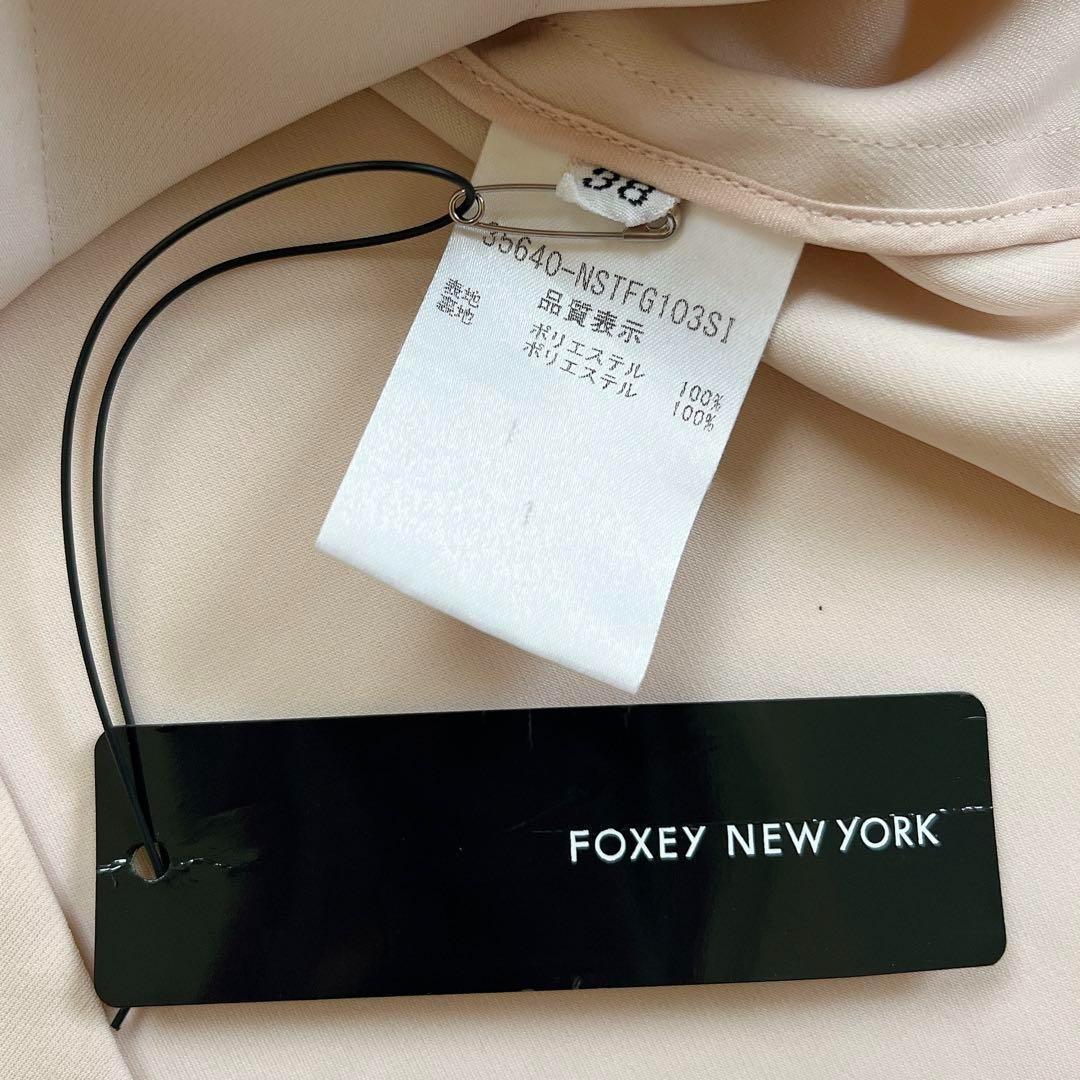 38
35640-NSTFG103SI
品質表示
表地 ポリエステル 100%
裏地 ポリエステル 100%
FOXEY NEW YORK